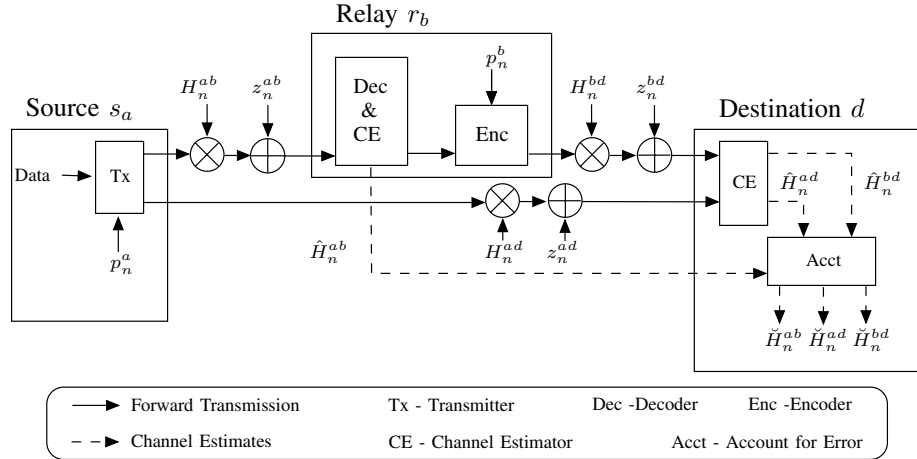 Relay $r_b$
$H_n^{ab}$ $z_n^{ab}$ $p_n^b$ $H_n^{bd}$ $z_n^{bd}$
Source $s_a$
Destination $d$
Dec
&
CE
Enc
Data
Tx
CE
$\hat{H}_n^{ad}$ $\hat{H}_n^{bd}$
$p_n^a$
$\hat{H}_n^{ab}$
$H_n^{ad}$ $z_n^{ad}$
Acct
$\breve{H}_n^{ab}$ $\breve{H}_n^{ad}$ $\breve{H}_n^{bd}$
Forward Transmission
Tx - Transmitter
Dec -Decoder
Enc -Encoder
Channel Estimates
CE - Channel Estimator
Acct - Account for Error